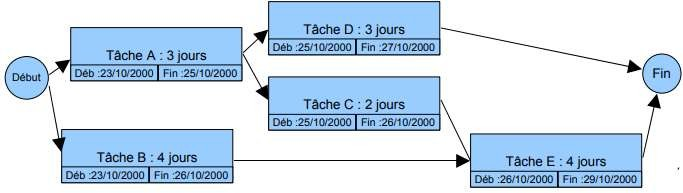 Début
Tâche A : 3 jours
Déb :23/10/2000 Fin :25/10/2000
Tâche B : 4 jours
Déb :23/10/2000 Fin :26/10/2000
Tâche D : 3 jours
Déb :25/10/2000 Fin :27/10/2000
Tâche C : 2 jours
Déb :25/10/2000 Fin :26/10/2000
Tâche E : 4 jours
Déb :26/10/2000 Fin :29/10/2000
Fin